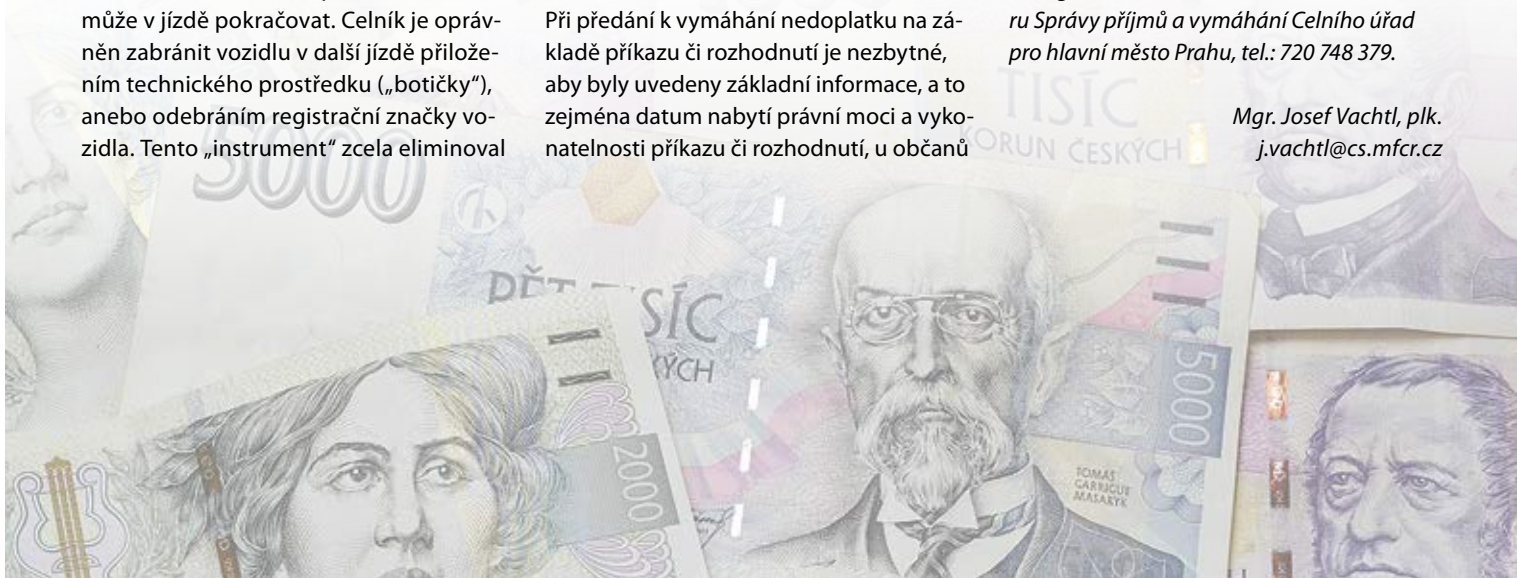 může v jízdě pokračovat. Celník je opráv-
něn zabránit vozidlu v další jízdě přilože-
ním technického prostředku („botičky“),
anebo odebráním registrační značky vo-
zidla. Tento „instrument“ zcela eliminoval
Při předání k vymáhání nedoplatku na zá-
kladě příkazu či rozhodnutí je nezbytné,
aby byly uvedeny základní informace, a to
zejména datum nabytí právní moci a vyko-
natelnosti příkazu či rozhodnutí, u občanů
ru Správy příjmů a vymáhání Celního úřad
pro hlavní město Prahu, tel.: 720 748 379.
Mgr. Josef Vachtl, plk.
j.vachtl@cs.mfcr.cz
TISÍC
KORUN ČESKÝCH
5000
PĚT TISÍC
2000
5000
TOMÁŠ
GARRIGUE
MASARYK